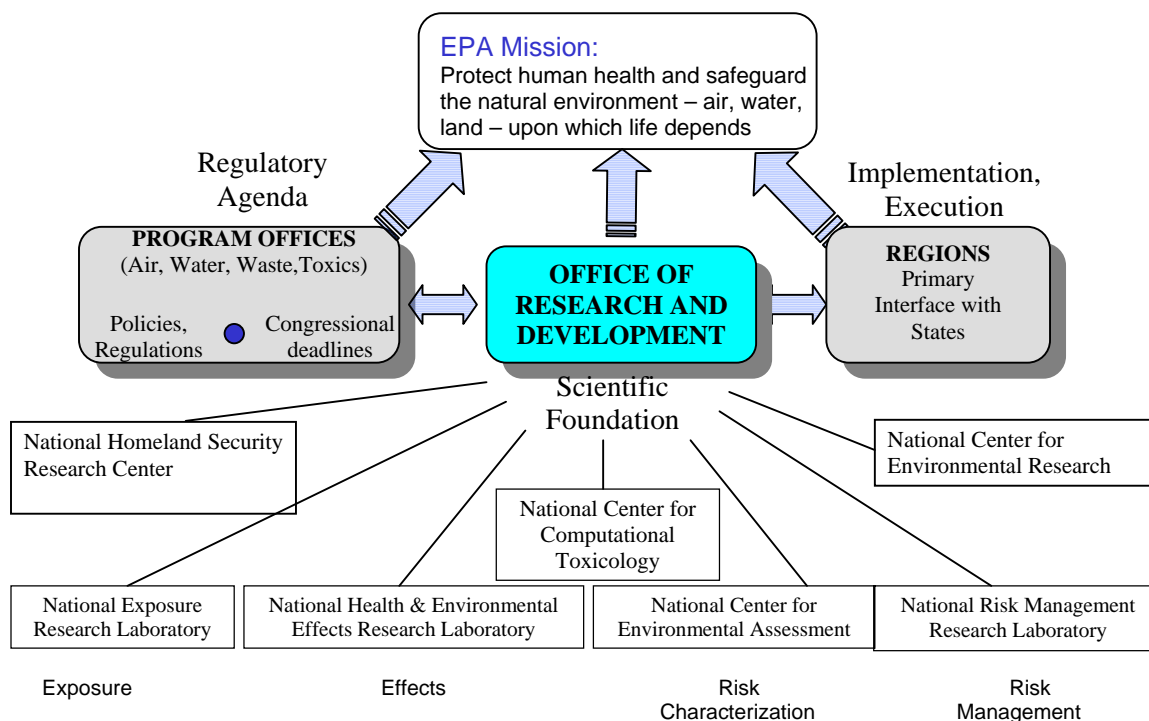 EPA Mission:
Protect human health and safeguard
the natural environment – air, water,
land – upon which life depends
Regulatory
Agenda
Implementation,
Execution
PROGRAM OFFICES
(Air, Water, Waste,Toxics)
Policies,
Regulations
Congressional
deadlines
OFFICE OF
RESEARCH AND
DEVELOPMENT
REGIONS
Primary
Interface with
States
Scientific
Foundation
National Homeland Security
Research Center
National Center for
Environmental Research
National Center for
Computational
Toxicology
National Exposure
Research Laboratory
National Health & Environmental
Effects Research Laboratory
National Center for
Environmental Assessment
National Risk Management
Research Laboratory
Exposure
Effects
Risk
Characterization
Risk
Management